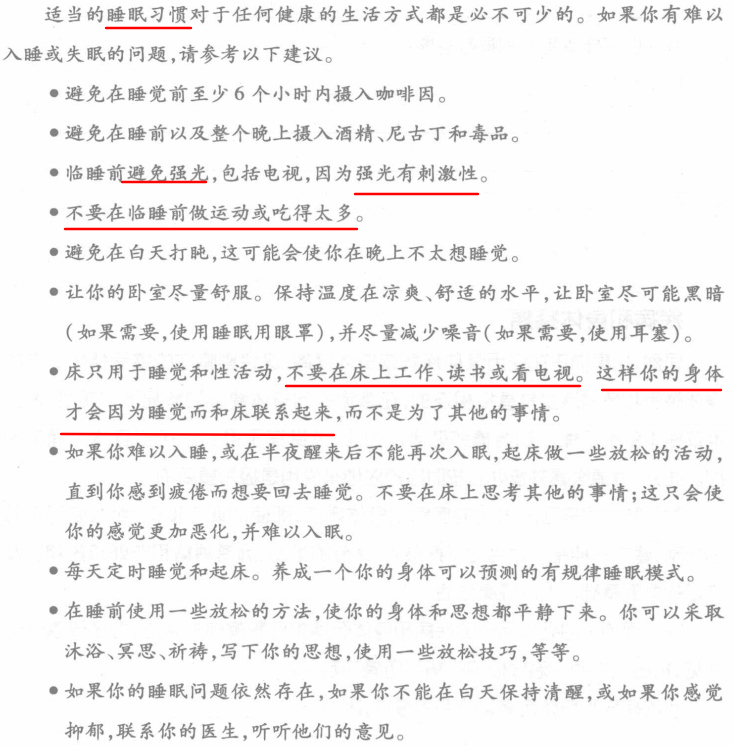 适当的睡眠习惯对于任何健康的生活方式都是必不可少的。如果你有难以
入睡或失眠的问题,请参考以下建议。
●避免在睡觉前至少6个小时内摄入咖啡因。
●避免在睡前以及整个晚上摄入酒精、尼古丁和毒品。
●临睡前避免强光,包括电视,因为强光有刺激性。
●不要在临睡前做运动或吃得太多。
●避免在白天打盹,这可能会使你在晚上不太想睡觉。
●让你的卧室尽量舒服。保持温度在凉爽、舒适的水平,让卧室尽可能黑暗
(如果需要,使用睡眠用眼罩),并尽量减少噪音(如果需要,使用耳塞)。
●床只用于睡觉和性活动,不要在床上工作、读书或看电视。这样你的身体
才会因为睡觉而和床联系起来,而不是为了其他的事情。
●如果你难以入睡,或在半夜醒来后不能再次入眠,起床做一些放松的活动,
直到你感到疲倦而想要回去睡觉。不要在床上思考其他的事情;这只会使
你的感觉更加恶化,并难以入眠。
●每天定时睡觉和起床。养成一个你的身体可以预测的有规律睡眠模式。
●在睡前使用一些放松的方法,使你的身体和思想都平静下来。你可以采取
沐浴、冥思、祈祷,写下你的思想,使用一些放松技巧,等等。
●如果你的睡眠问题依然存在,如果你不能在白天保持清醒,或如果你感觉
抑郁,联系你的医生,听听他们的意见。